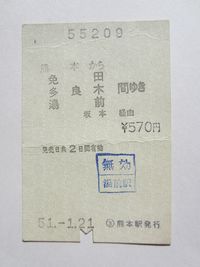 55209
熊本から
免田
多良木 間ゆき
湯前
坂本 経由
¥570円
発売日共2日間有効
無効
湯前駅
51.-1.21
③ 熊本駅発行